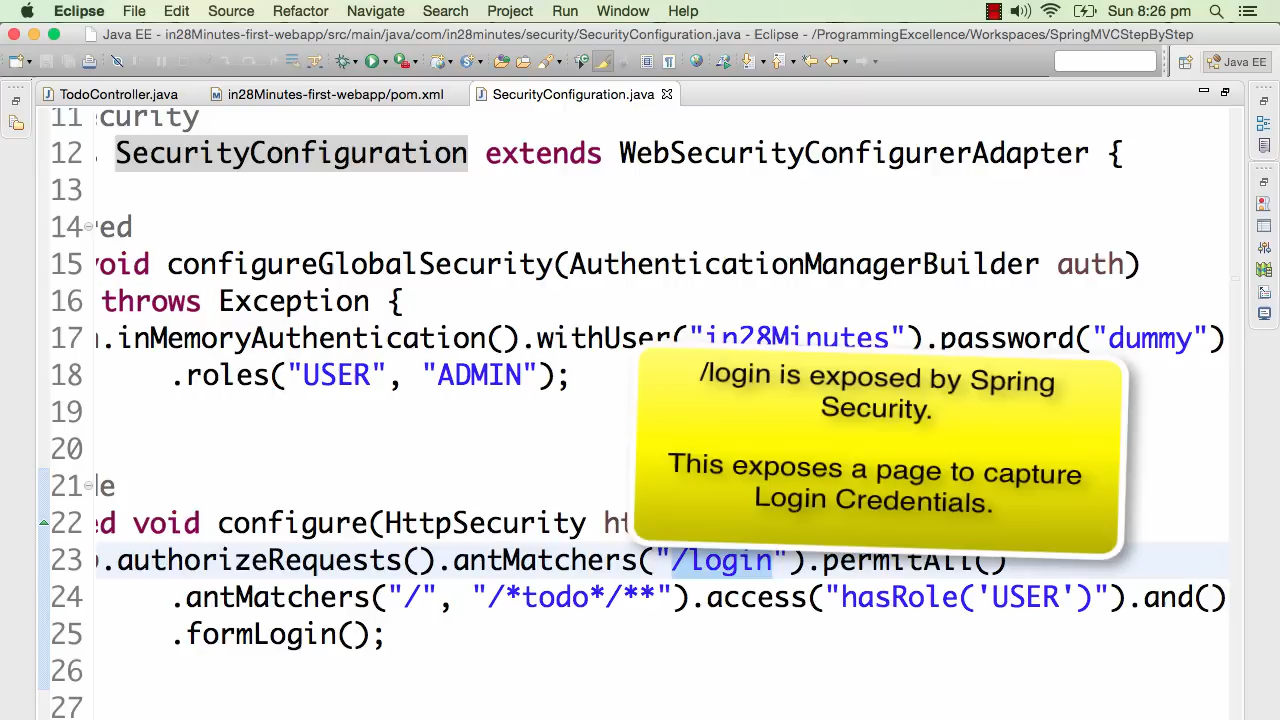 Eclipse File Edit Source Refactor Navigate Search Project Run Window Help Sun 8:26 pm
Java EE - in28Minutes-first-webapp/src/main/java/com/in28minutes/security/SecurityConfiguration.java - Eclipse - /ProgrammingExcellence/Workspaces/SpringMVCStepByStep
Java EE
TodoController.java in28Minutes-first-webapp/pom.xml SecurityConfiguration.java
11 ecurity
12 SecurityConfiguration extends WebSecurityConfigurerAdapter {
13
14 ed
15 void configureGlobalSecurity(AuthenticationManagerBuilder auth)
16 throws Exception {
17 .inMemoryAuthentication().withUser("in28Minutes").password("dummy")
18 .roles("USER", "ADMIN");
19
20
21 de
22 ed void configure(HttpSecurity
23 .authorizeRequests().antMatchers("/login").permitAll()
24 .antMatchers("/", "/*todo*/**").access("hasRole('USER')").and()
25 .formLogin();
26
27
/login is exposed by Spring
Security.
This exposes a page to capture
Login Credentials.